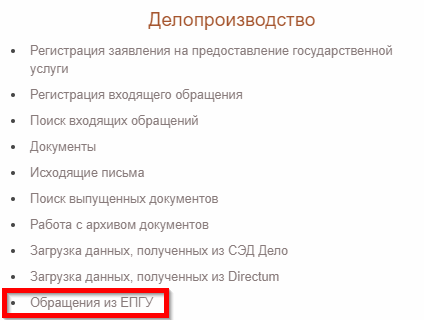 Делопроизводство
Регистрация заявления на предоставление государственной
услуги
Регистрация входящего обращения
Поиск входящих обращений
Документы
Исходящие письма
Поиск выпущенных документов
Работа с архивом документов
Загрузка данных, полученных из СЭД Дело
Загрузка данных, полученных из Directum
Обращения из ЕПГУ